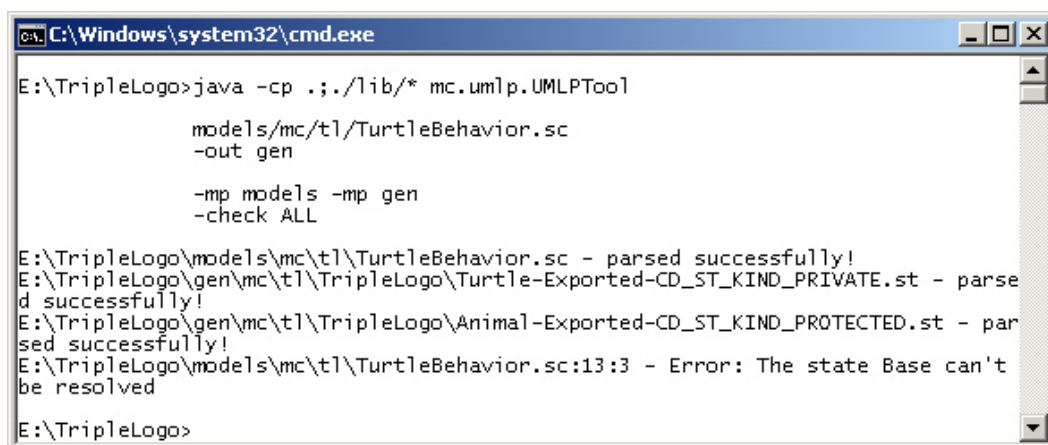 C:\Windows\system32\cmd.exe
E:\TripleLogo>java -cp .;./lib/* mc.umlp.UMLPTool
models/mc/tl/TurtleBehavior.sc
-out gen
-mp models -mp gen
-check ALL
E:\TripleLogo\models\mc\tl\TurtleBehavior.sc - parsed successfully!
E:\TripleLogo\gen\mc\tl\TripleLogo\Turtle-Exported-CD_ST_KIND_PRIVATE.st - parse
d successfully!
E:\TripleLogo\gen\mc\tl\TripleLogo\Animal-Exported-CD_ST_KIND_PROTECTED.st - par
sed successfully!
E:\TripleLogo\models\mc\tl\TurtleBehavior.sc:13:3 - Error: The state Base can't
be resolved
E:\TripleLogo>